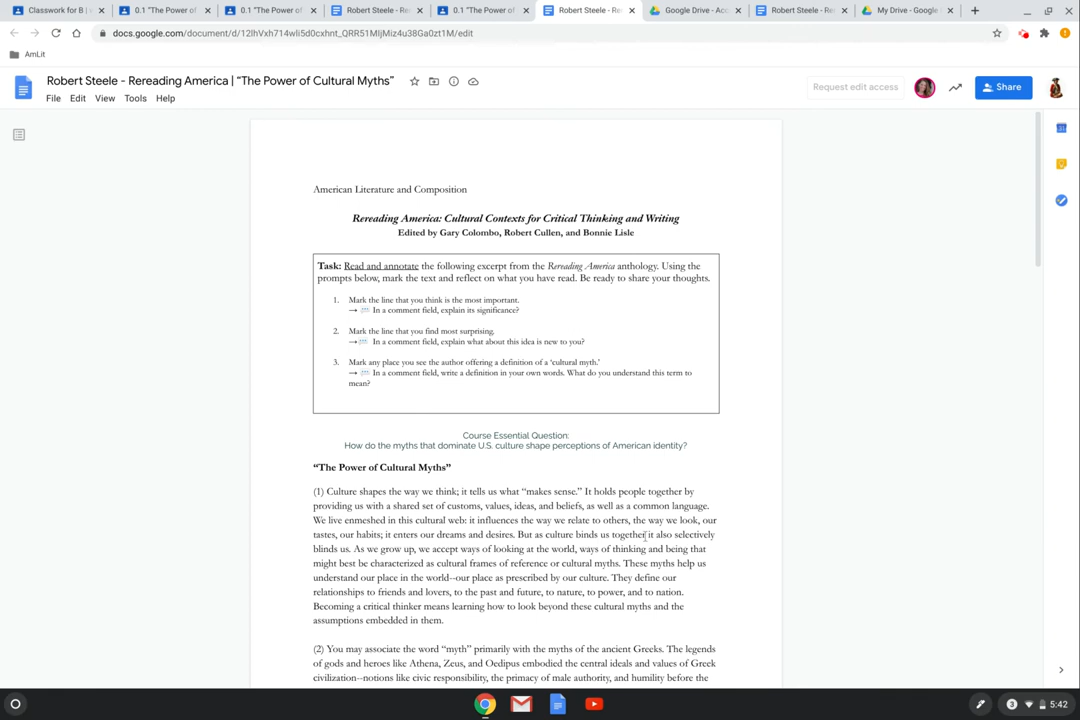 Classwork for B |
0.1 "The Power of
0.1 "The Power of
Robert Steele - Re
0.1 "The Power of
Robert Steele - Re
Google Drive - Acc
Robert Steele - Re
My Drive - Google
docs.google.com/document/d/12lhVxh714wli5d0cxhnt_QRR51MljMiz4u38Ga0zt1M/edit
AmLit
Robert Steele - Rereading America | “The Power of Cultural Myths”
File Edit View Tools Help
Request edit access
Share
American Literature and Composition
Rereading America: Cultural Contexts for Critical Thinking and Writing
Edited by Gary Colombo, Robert Cullen, and Bonnie Lisle
Task: Read and annotate the following excerpt from the Rereading America anthology. Using the
prompts below, mark the text and reflect on what you have read. Be ready to share your thoughts.
1. Mark the line that you think is the most important.
→ In a comment field, explain its significance?
2. Mark the line that you find most surprising.
→ In a comment field, explain what about this idea is new to you?
3. Mark any place you see the author offering a definition of a ‘cultural myth.’
→ In a comment field, write a definition in your own words. What do you understand this term to
mean?
Course Essential Question:
How do the myths that dominate U.S. culture shape perceptions of American identity?
“The Power of Cultural Myths”
(1) Culture shapes the way we think; it tells us what “makes sense.” It holds people together by
providing us with a shared set of customs, values, ideas, and beliefs, as well as a common language.
We live enmeshed in this cultural web: it influences the way we relate to others, the way we look, our
tastes, our habits; it enters our dreams and desires. But as culture binds us together it also selectively
blinds us. As we grow up, we accept ways of looking at the world, ways of thinking and being that
might best be characterized as cultural frames of reference or cultural myths. These myths help us
understand our place in the world--our place as prescribed by our culture. They define our
relationships to friends and lovers, to the past and future, to nature, to power, and to nation.
Becoming a critical thinker means learning how to look beyond these cultural myths and the
assumptions embedded in them.
(2) You may associate the word “myth” primarily with the myths of the ancient Greeks. The legends
of gods and heroes like Athena, Zeus, and Oedipus embodied the central ideals and values of Greek
civilization--notions like civic responsibility, the primacy of male authority, and humility before the
3
5:42